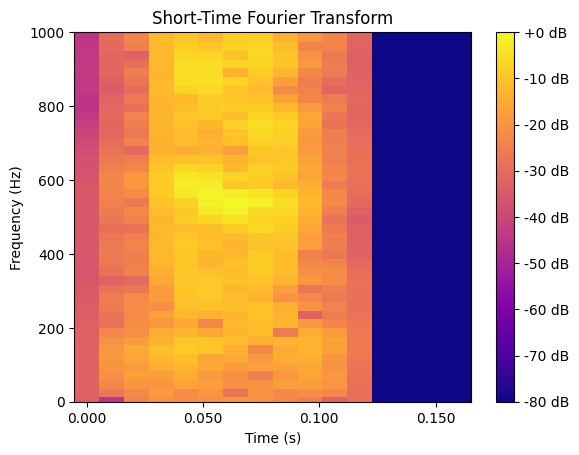 Short-Time Fourier Transform
Frequency (Hz)
1000
800
600
400
200
0
0.000
0.050
0.100
0.150
Time (s)
+0 dB
-10 dB
-20 dB
-30 dB
-40 dB
-50 dB
-60 dB
-70 dB
-80 dB